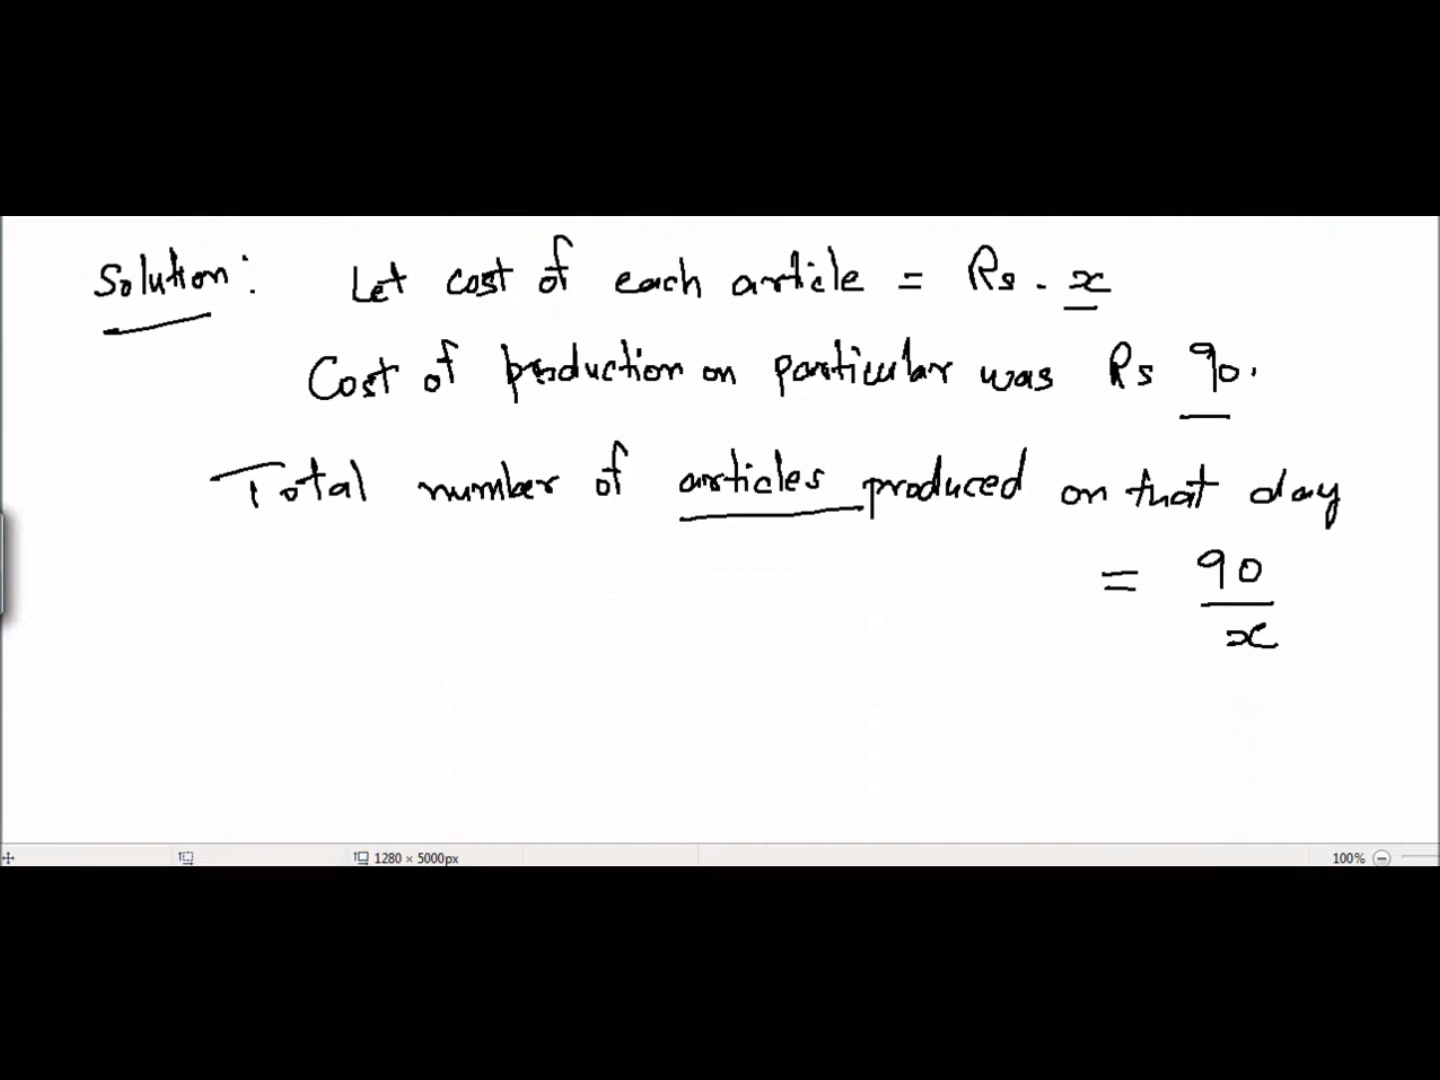 Solution: Let cost of each article = Rs. x
Cost of production on particular was Rs 90.
Total number of articles produced on that day
= 90
x
1280 × 5000px
100%